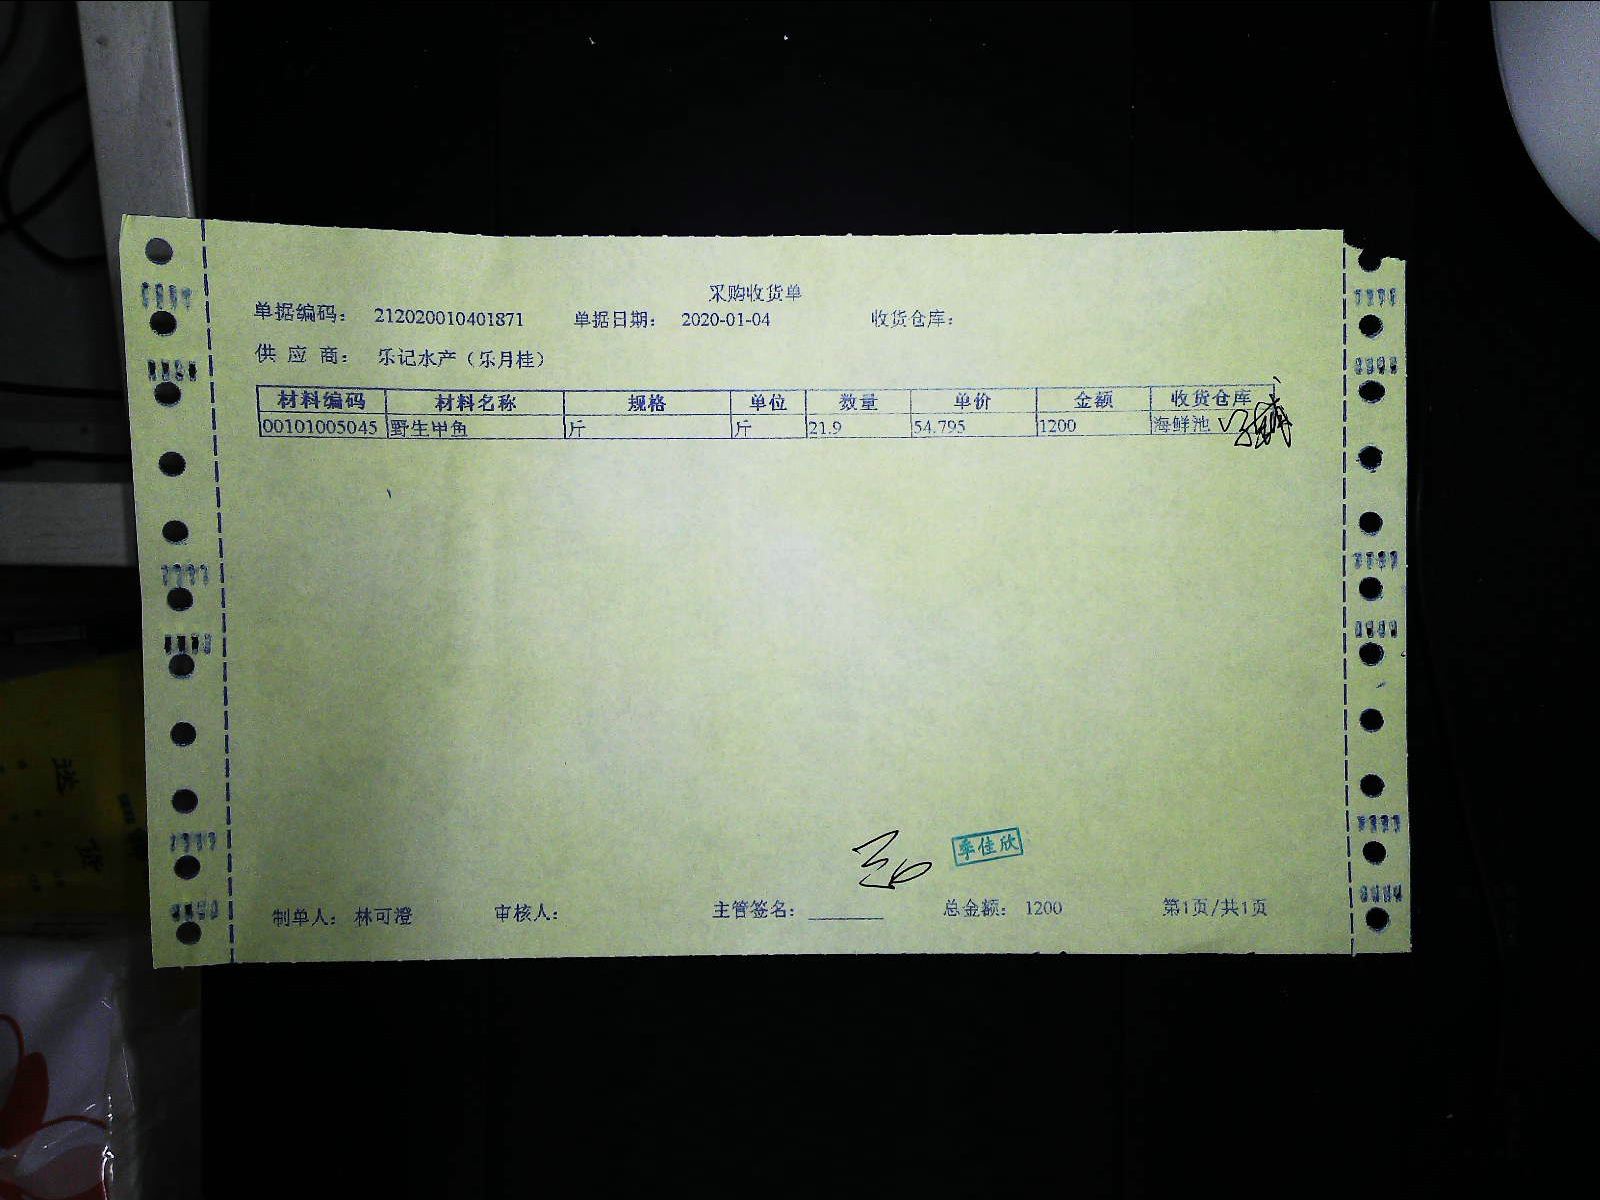 采购收货单
单据编码： 212020010401871 单据日期： 2020-01-04 收货仓库：
供 应 商： 乐记水产（乐月桂）
材料编码 材料名称 规格 单位 数量 单价 金额 收货仓库
00101005045 野生甲鱼 斤 斤 21.9 54.795 1200 海鲜池
季佳欣
制单人： 林可澄 审核人： 主管签名： ________ 总金额： 1200 第1页/共1页
送
货